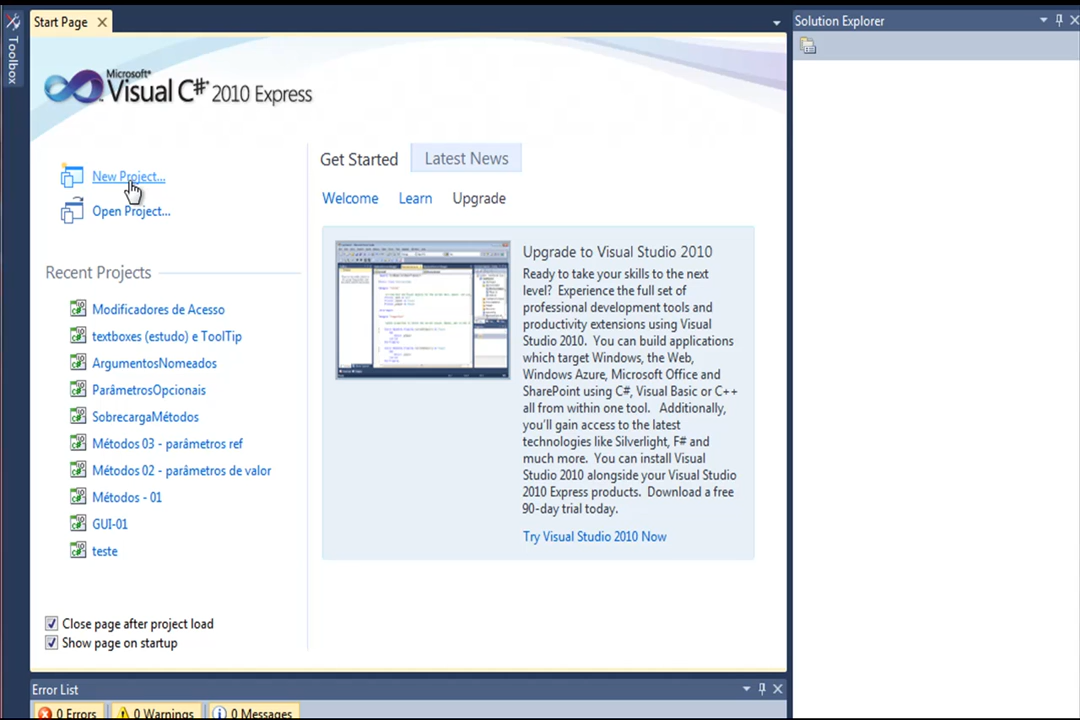 Toolbox
Start Page
Solution Explorer
Microsoft®
Visual C#® 2010 Express
New Project...
Open Project...
Recent Projects
Modificadores de Acesso
textboxes (estudo) e ToolTip
ArgumentosNomeados
ParâmetrosOpcionais
SobrecargaMétodos
Métodos 03 - parâmetros ref
Métodos 02 - parâmetros de valor
Métodos - 01
GUI-01
teste
Close page after project load
Show page on startup
Get Started
Latest News
Welcome
Learn
Upgrade
Upgrade to Visual Studio 2010
Ready to take your skills to the next
level? Experience the full set of
professional development tools and
productivity extensions using Visual
Studio 2010. You can build applications
which target Windows, the Web,
Windows Azure, Microsoft Office and
SharePoint using C#, Visual Basic or C++
all from within one tool. Additionally,
you'll gain access to the latest
technologies like Silverlight, F# and
much more. You can install Visual
Studio 2010 alongside your Visual Studio
2010 Express products. Download a free
90-day trial today.
Try Visual Studio 2010 Now
Error List
0 Errors
0 Warnings
0 Messages